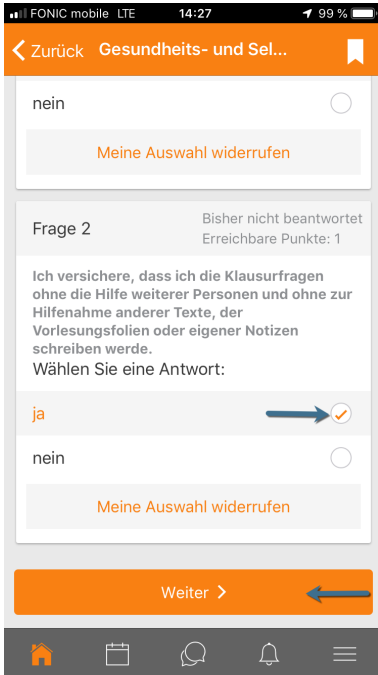 FONIC mobile LTE 14:27 99 %
Zurück Gesundheits- und Sel...
nein
Meine Auswahl widerrufen
Frage 2
Bisher nicht beantwortet
Erreichbare Punkte: 1
Ich versichere, dass ich die Klausurfragen
ohne die Hilfe weiterer Personen und ohne zur
Hilfenahme anderer Texte, der
Vorlesungsfolien oder eigener Notizen
schreiben werde.
Wählen Sie eine Antwort:
ja
nein
Meine Auswahl widerrufen
Weiter